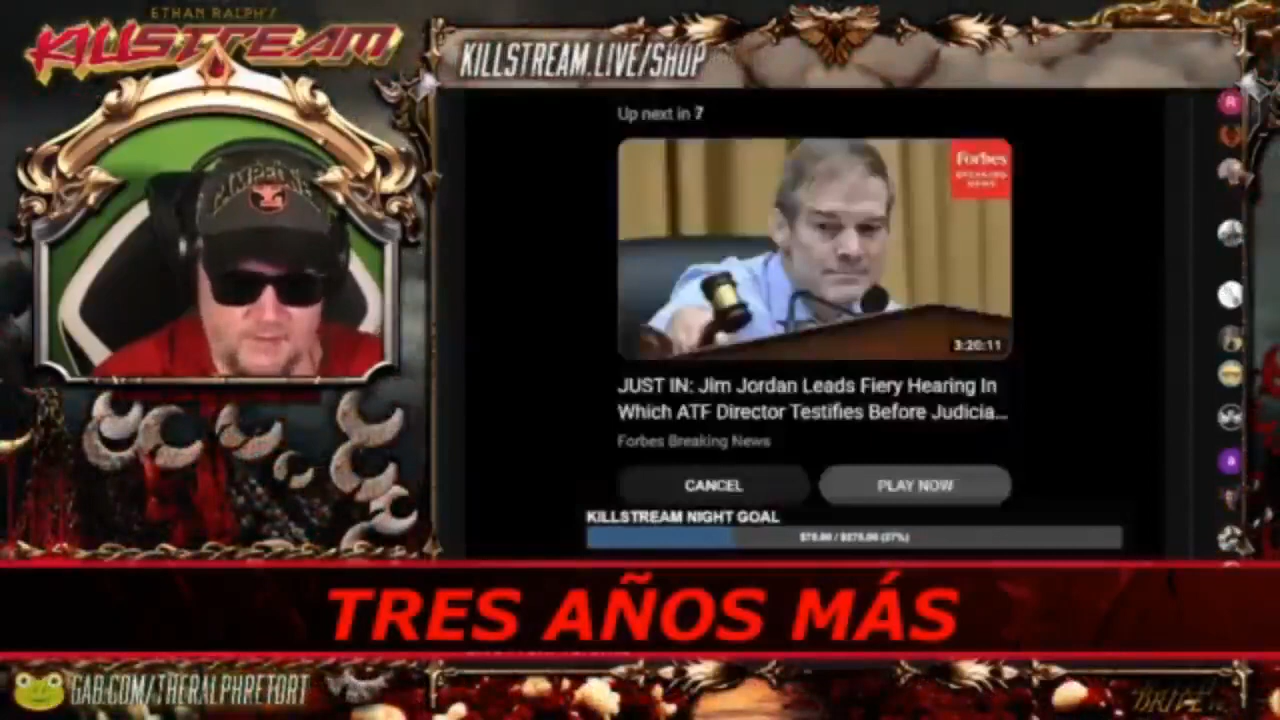 ETHAN RALPH'S
KILLSTREAM
KILLSTREAM.LIVE/SHOP
Up next in 7
Forbes
BREAKING
NEWS
3:20:11
JUST IN: Jim Jordan Leads Fiery Hearing In
Which ATF Director Testifies Before Judicia...
Forbes Breaking News
CANCEL
PLAY NOW
KILLSTREAM NIGHT GOAL
TRES AÑOS MÁS
GAB.COM/THERALPHRETORT